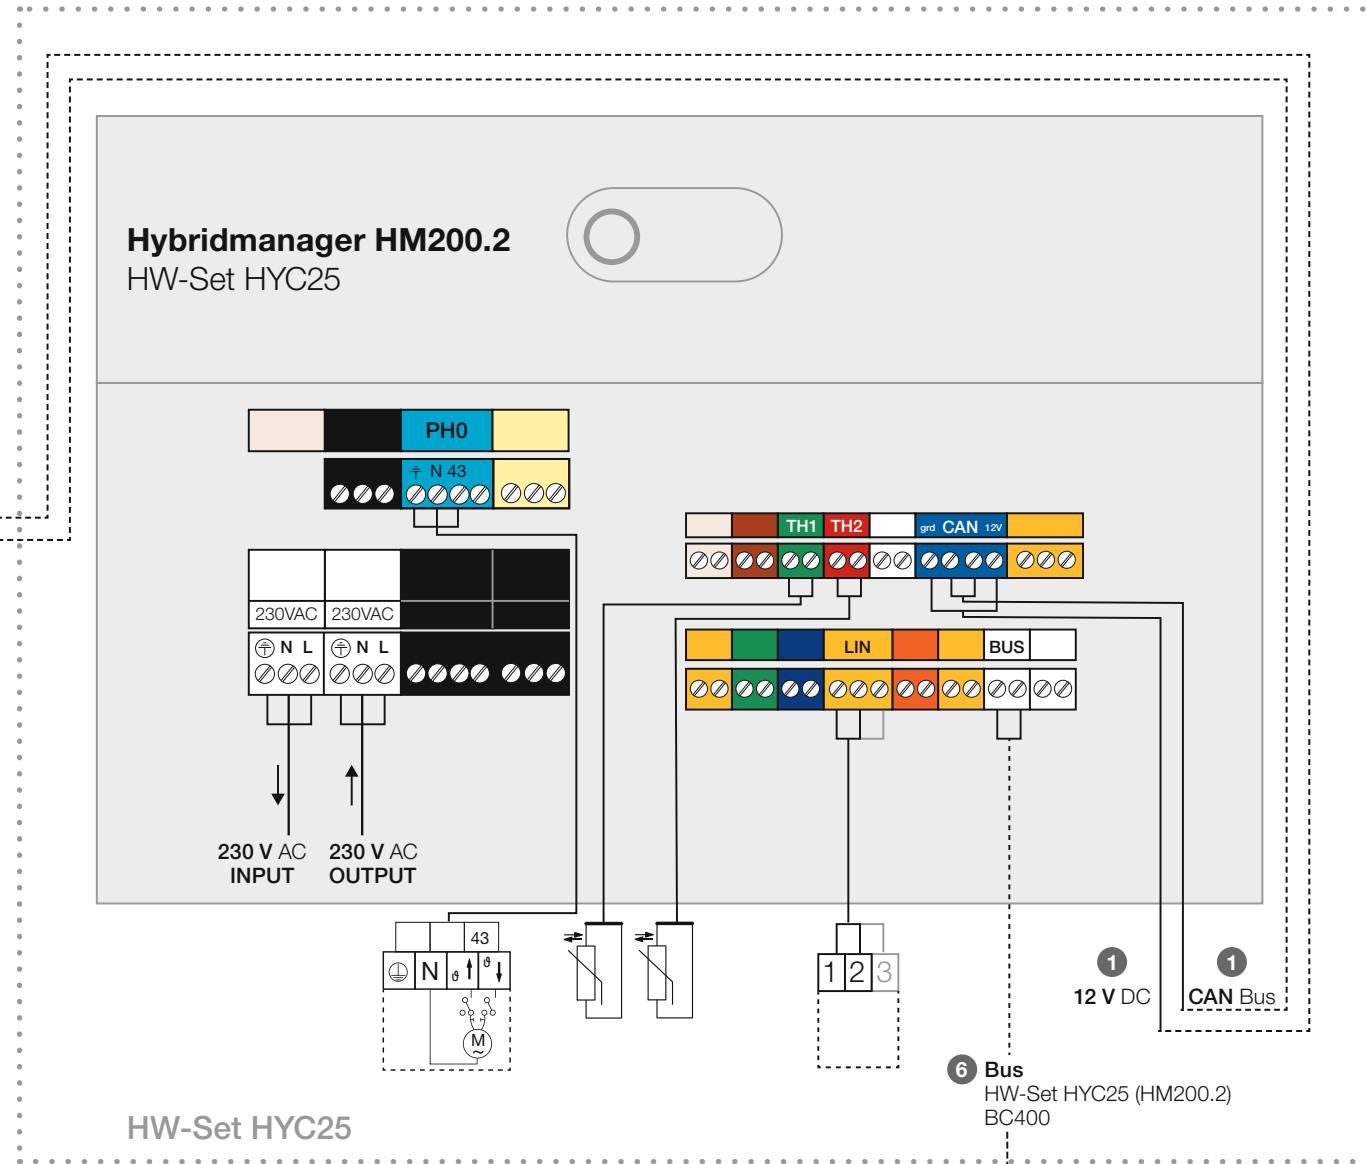 Hybridmanager HM200.2
HW-Set HYC25
PH0
N 43
TH1 TH2 grd CAN 12V
230VAC 230VAC
N L N L
LIN BUS
230 V AC 230 V AC
INPUT OUTPUT
43
N ϑ ϑ
M
~
1 2 3
1 1
12 V DC CAN Bus
6 Bus
HW-Set HYC25 (HM200.2)
BC400
HW-Set HYC25